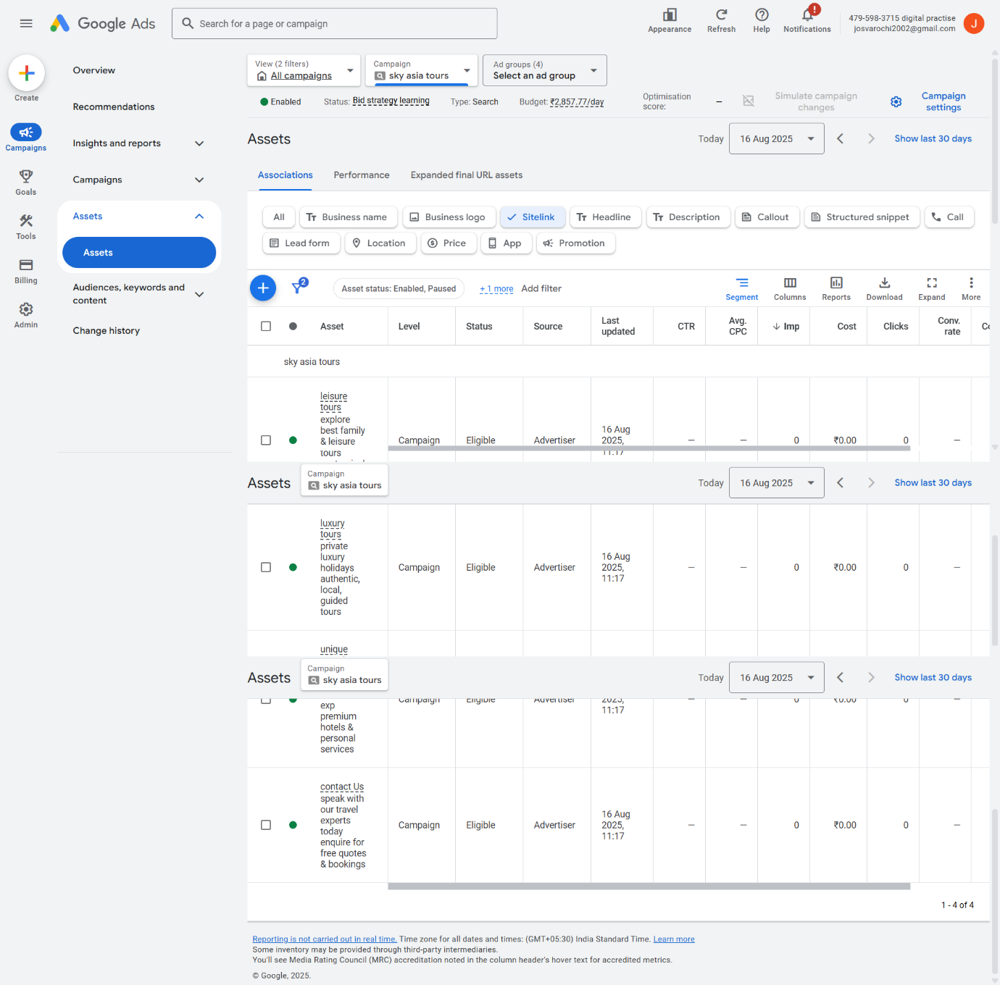 Google Ads
Search for a page or campaign
Appearance
Refresh
Help
Notifications
479-598-3715 digital practise
josvarochi2002@gmail.com
J
Create
Campaigns
Goals
Tools
Billing
Admin
Overview
Recommendations
Insights and reports
Campaigns
Assets
Assets
Audiences, keywords and
content
Change history
View (2 filters)
All campaigns
Campaign
sky asia tours
Ad groups (4)
Select an ad group
Enabled
Status: Bid strategy learning
Type: Search
Budget: ₹2,857.77/day
Optimisation
score:
–
Simulate campaign
changes
Campaign
settings
Assets
Today
16 Aug 2025
Show last 30 days
Associations
Performance
Expanded final URL assets
All
Business name
Business logo
Sitelink
Headline
Description
Callout
Structured snippet
Call
Lead form
Location
Price
App
Promotion
2
Asset status: Enabled, Paused
+ 1 more
Add filter
Segment
Columns
Reports
Download
Expand
More
Asset
Level
Status
Source
Last
updated
CTR
Avg.
CPC
Imp
Cost
Clicks
Conv.
rate
Co
sky asia tours
leisure
tours
explore
best family
& leisure
tours
Campaign
Eligible
Advertiser
16 Aug
2025,
11:17
—
—
0
₹0.00
0
—
Assets
Campaign
sky asia tours
Today
16 Aug 2025
Show last 30 days
luxury
tours
private
luxury
holidays
authentic,
local,
guided
tours
Campaign
Eligible
Advertiser
16 Aug
2025,
11:17
—
—
0
₹0.00
0
—
unique
Assets
Campaign
sky asia tours
Today
16 Aug 2025
Show last 30 days
exp
premium
hotels &
personal
services
Campaign
Eligible
Advertiser
2025,
11:17
—
—
0
₹0.00
0
—
contact Us
speak with
our travel
experts
today
enquire for
free quotes
& bookings
Campaign
Eligible
Advertiser
16 Aug
2025,
11:17
—
—
0
₹0.00
0
—
1 - 4 of 4
Reporting is not carried out in real time. Time zone for all dates and times: (GMT+05:30) India Standard Time. Learn more
Some inventory may be provided through third-party intermediaries.
You'll see Media Rating Council (MRC) accreditation noted in the column header's hover text for accredited metrics.
© Google, 2025.